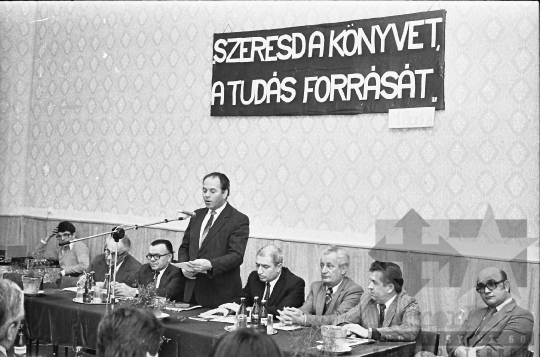 „SZERESD A KÖNYVET,
A TUDÁS FORRÁSÁT.”